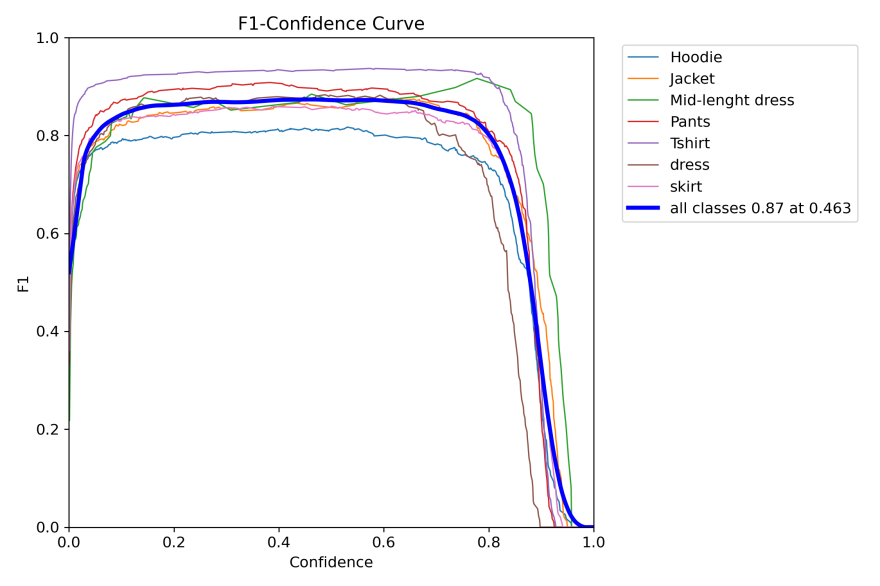 F1-Confidence Curve
1.0
0.8
0.6
0.4
0.2
0.0
F1
0.0 0.2 0.4 0.6 0.8 1.0
Confidence
Hoodie
Jacket
Mid-lenght dress
Pants
Tshirt
dress
skirt
all classes 0.87 at 0.463